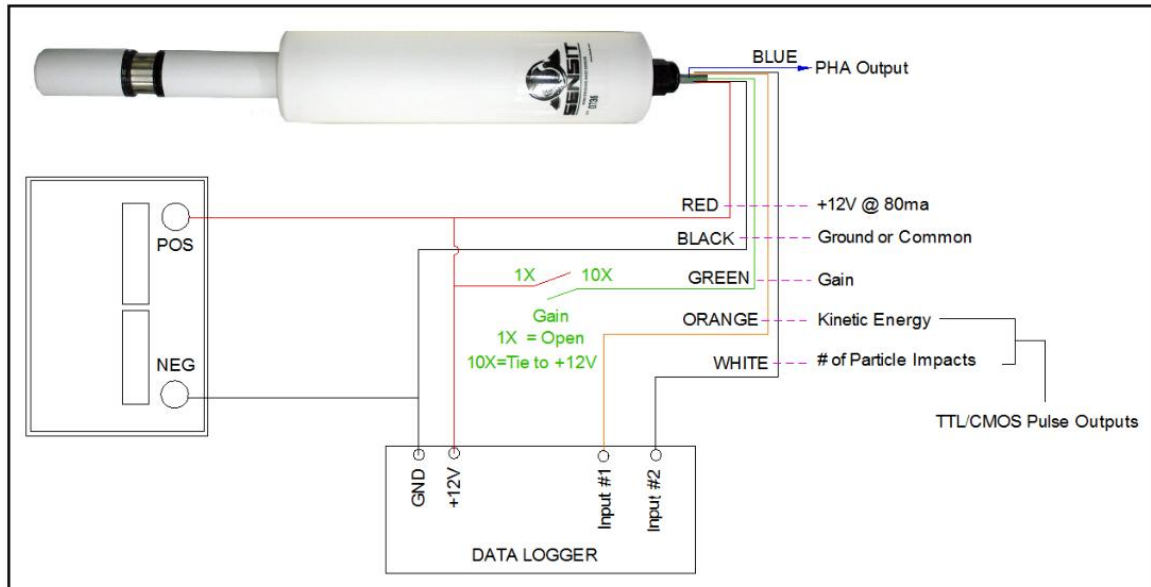 BLUE
PHA Output
SENSIT
0736
RED
+12V @ 80ma
POS
BLACK
Ground or Common
1X
10X
GREEN
Gain
Gain
1X = Open
10X=Tie to +12V
ORANGE
Kinetic Energy
NEG
WHITE
# of Particle Impacts
TTL/CMOS Pulse Outputs
GND
+12V
Input #1
Input #2
DATA LOGGER